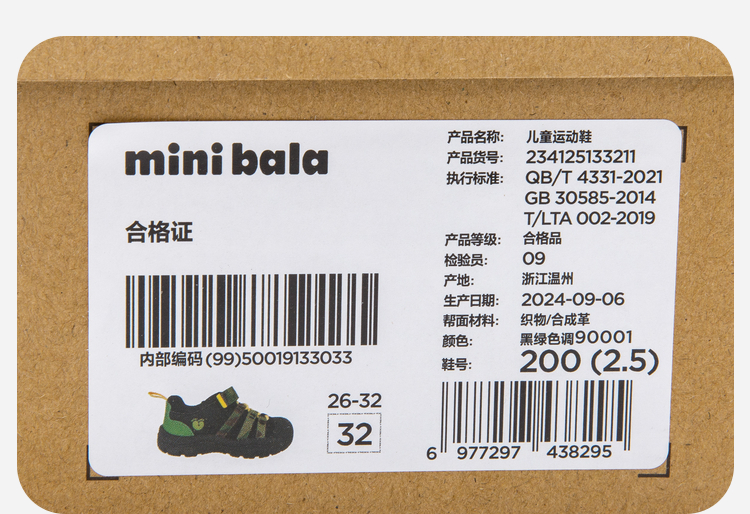 mini bala
合格证
内部编码(99)50019133033
26-32
32
产品名称: 儿童运动鞋
产品货号: 234125133211
执行标准: QB/T 4331-2021
GB 30585-2014
T/LTA 002-2019
产品等级: 合格品
检验员: 09
产地: 浙江温州
生产日期: 2024-09-06
帮面材料: 织物/合成革
颜色: 黑绿色调90001
鞋号: 200 (2.5)
6 977297 438295